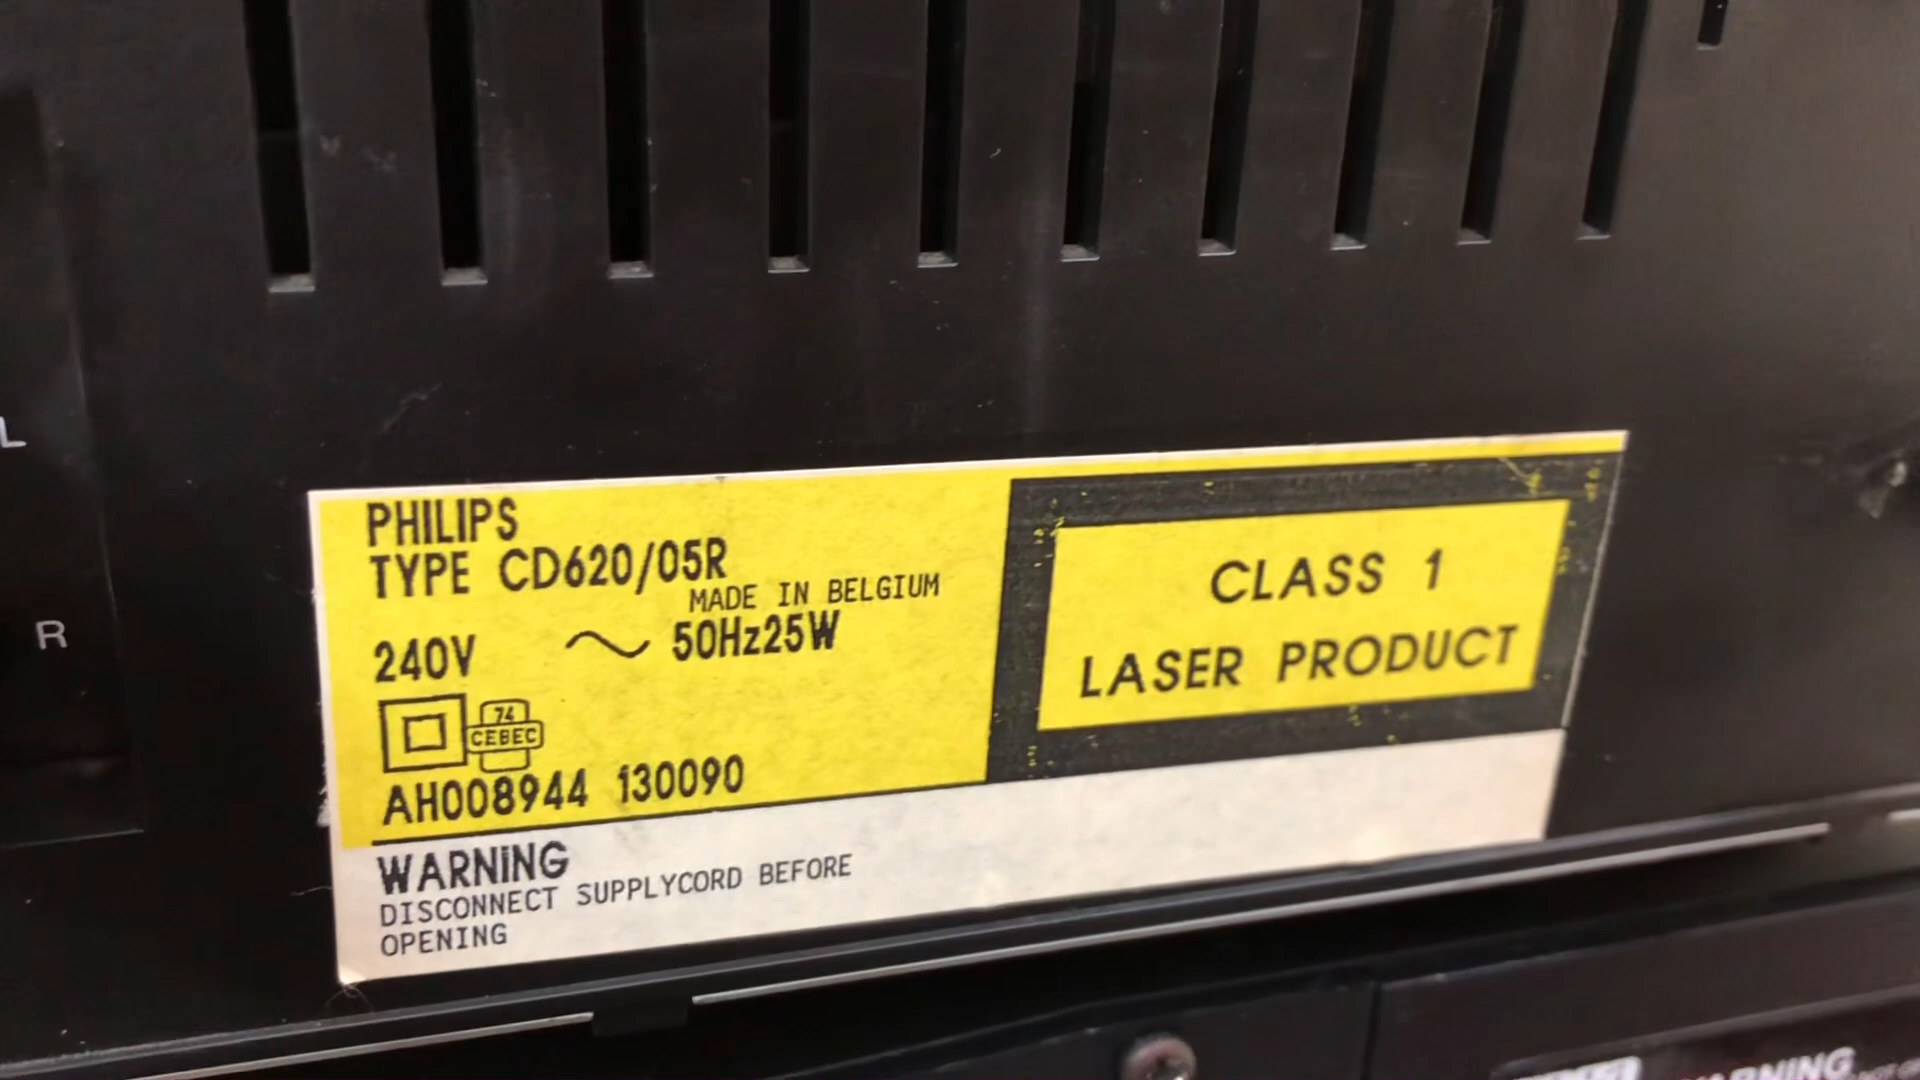 L
R
PHILIPS
TYPE CD620/05R
MADE IN BELGIUM
240V ~ 50Hz25W
74
CEBEC
AH008944 130090
WARNING
DISCONNECT SUPPLYCORD BEFORE
OPENING
CLASS 1
LASER PRODUCT
WARNING